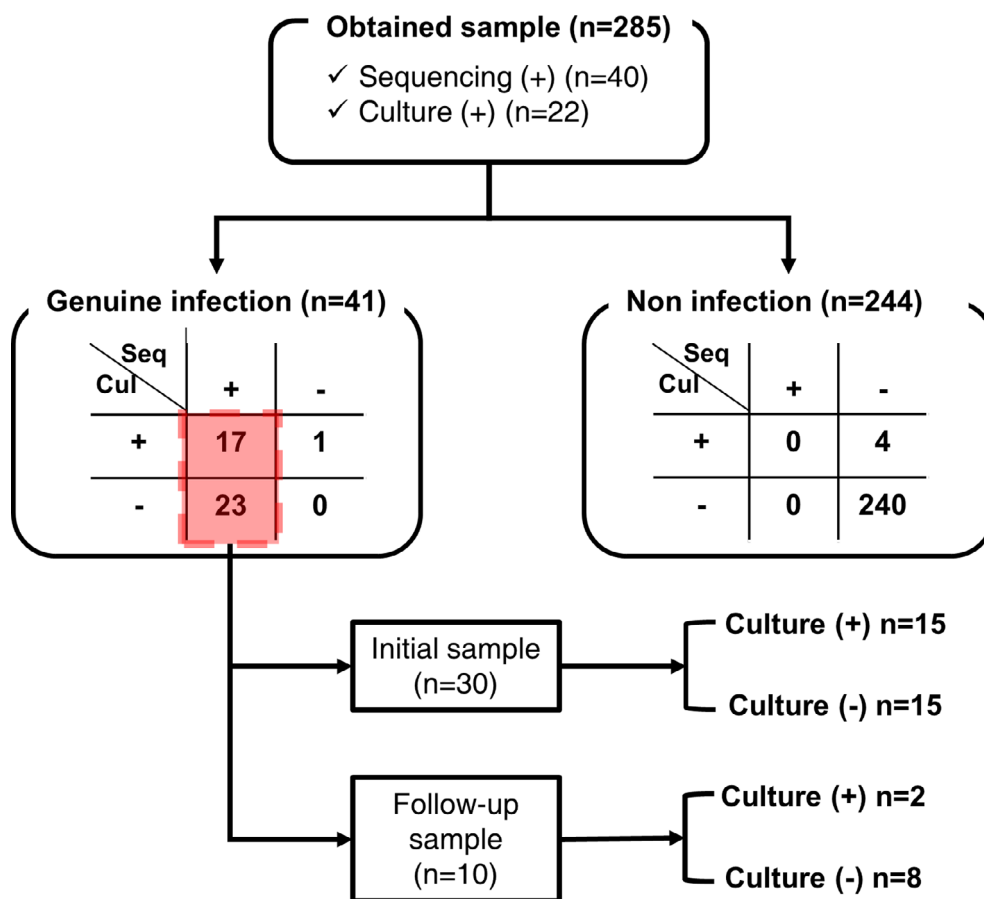 Obtained sample (n=285)
✓ Sequencing (+) (n=40)
✓ Culture (+) (n=22)
Genuine infection (n=41)
Seq
Cul
+ -
+ 17 1
- 23 0
Non infection (n=244)
Seq
Cul
+ -
+ 0 4
- 0 240
Initial sample
(n=30)
Culture (+) n=15
Culture (-) n=15
Follow-up
sample
(n=10)
Culture (+) n=2
Culture (-) n=8